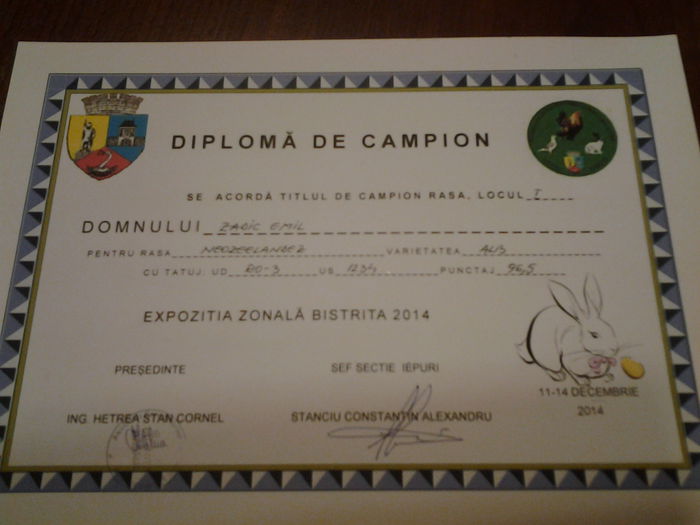 DIPLOMĂ DE CAMPION
SE ACORDĂ TITLUL DE CAMPION RASA, LOCUL I
DOMNULUI ZADIC EMIL
PENTRU RASA NEOZEELANDEZ VARIETATEA ALB
CU TATUJ: UD RO-3 US 1234 PUNCTAJ 96,5
EXPOZITIA ZONALĂ BISTRITA 2014
PREȘEDINTE SEF SECTIE IEPURI
11-14 DECEMBRIE
2014
ING HETREA STAN CORNEL STANCIU CONSTANTIN ALEXANDRU